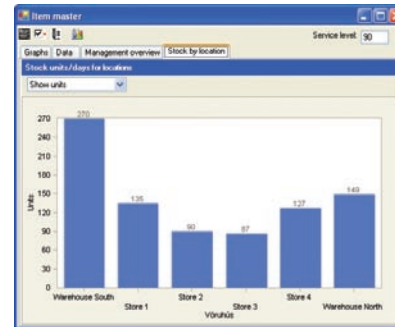 Item master
Service level: 90
Graphs Data Management overview Stock by location
Stock units/days for locations
Show units
270
240
210
180
150
120
90
60
30
0
Units
270
135
90
87
127
149
Warehouse South
Store 1
Store 2
Store 3
Store 4
Warehouse North
Vöruhús